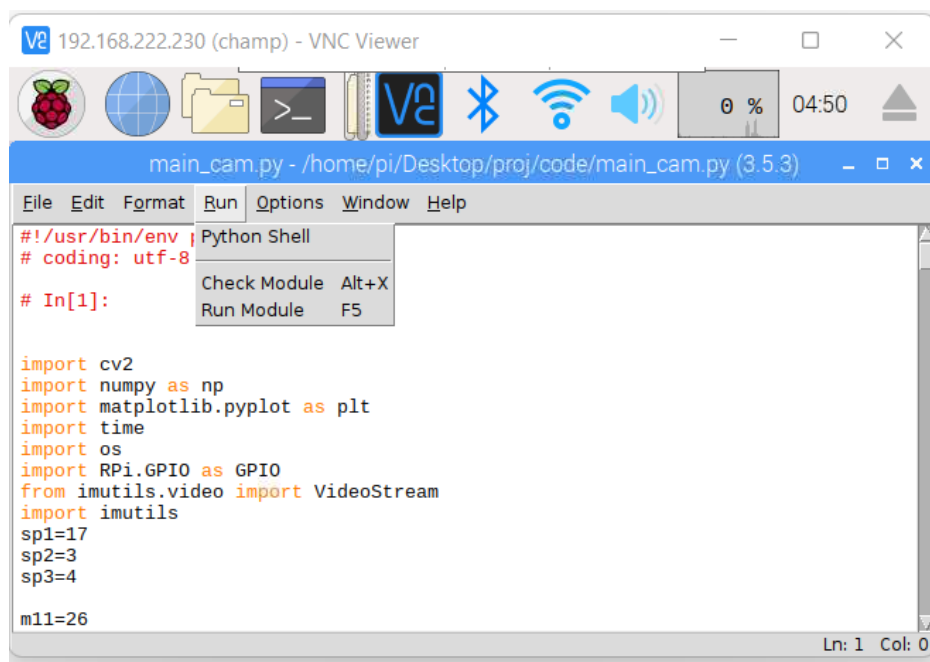 192.168.222.230 (champ) - VNC Viewer
>_ V2 0 % 04:50
main_cam.py - /home/pi/Desktop/proj/code/main_cam.py (3.5.3)
File Edit Format Run Options Window Help
#!/usr/bin/env
Python Shell
# coding: utf-8
Check Module Alt+X
# In[1]:
Run Module F5
import cv2
import numpy as np
import matplotlib.pyplot as plt
import time
import os
import RPi.GPIO as GPIO
from imutils.video import VideoStream
import imutils
sp1=17
sp2=3
sp3=4
m11=26
Ln: 1 Col: 0